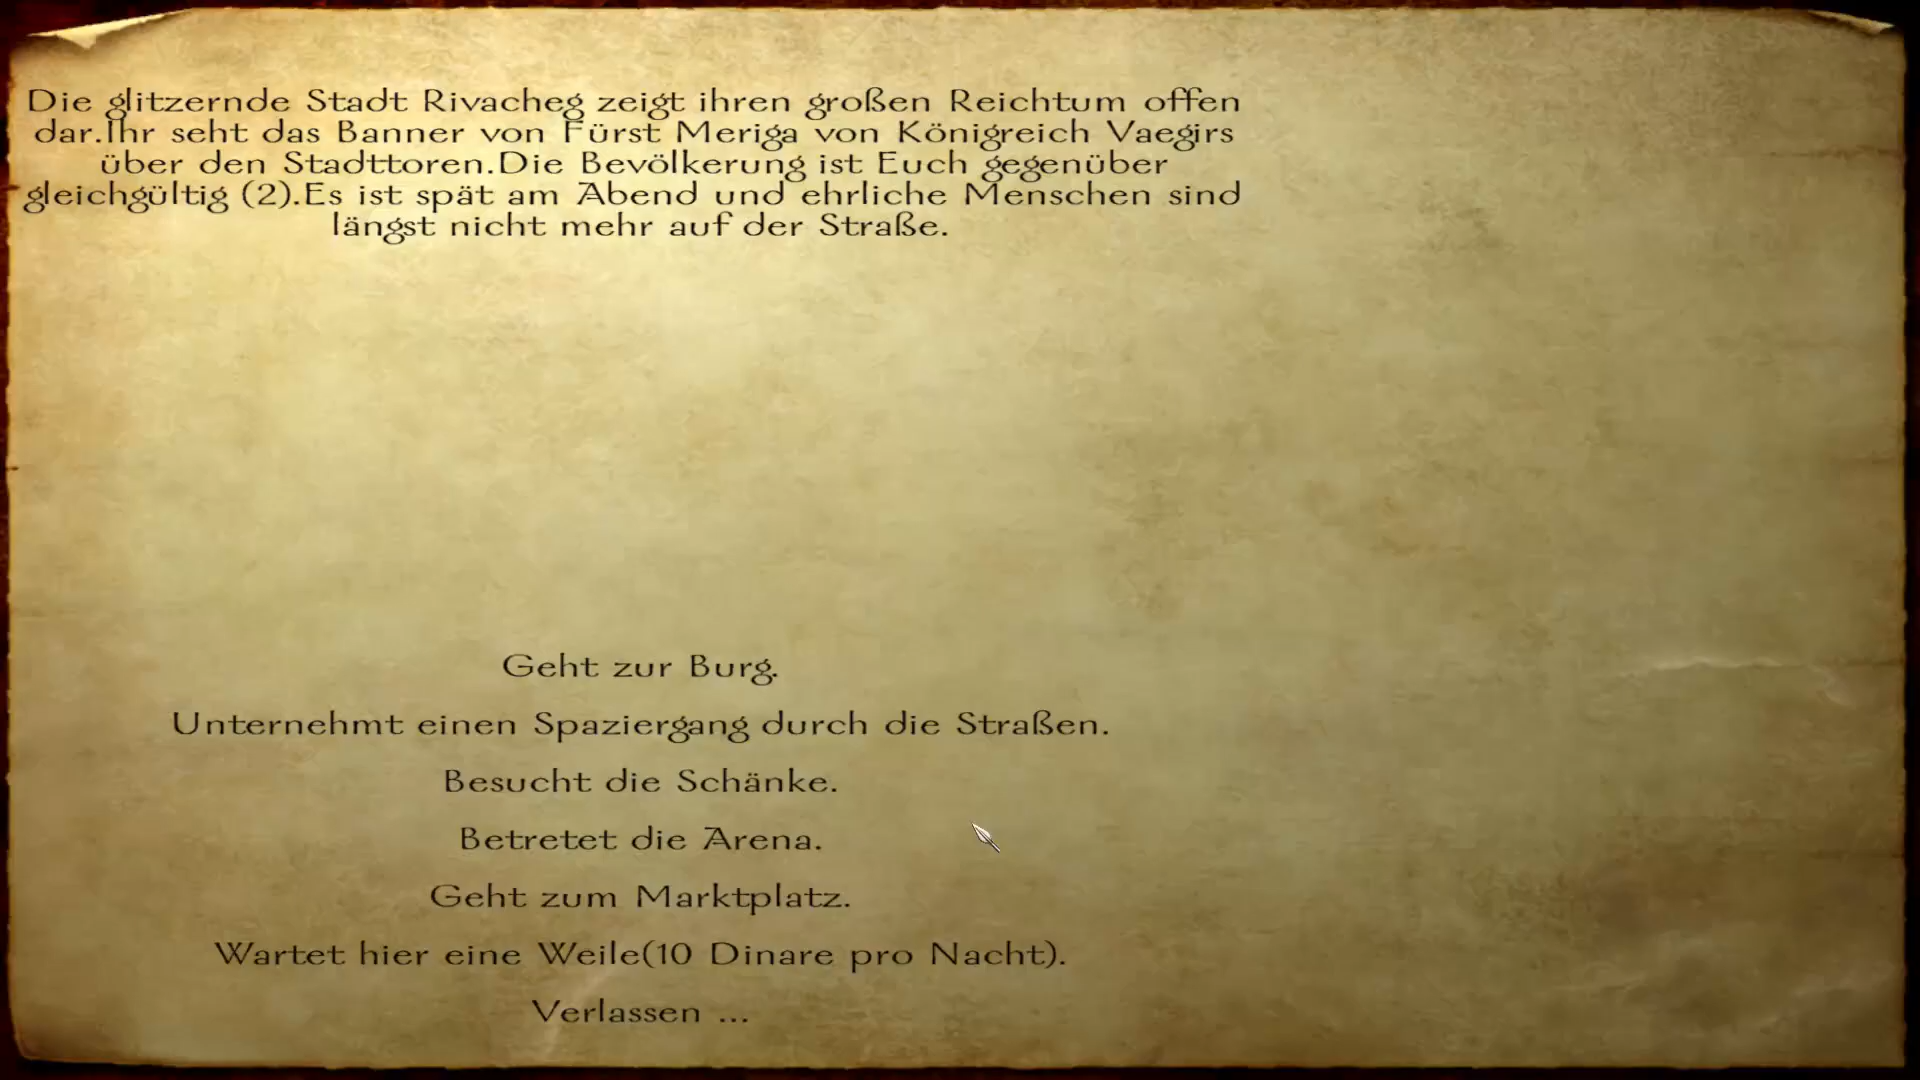 Die glitzernde Stadt Rivacheg zeigt ihren großen Reichtum offen
dar.Ihr seht das Banner von Fürst Meriga von Königreich Vaegirs
über den Stadttoren.Die Bevölkerung ist Euch gegenüber
gleichgültig (2).Es ist spät am Abend und ehrliche Menschen sind
längst nicht mehr auf der Straße.
Geht zur Burg.
Unternehmt einen Spaziergang durch die Straßen.
Besucht die Schänke.
Betretet die Arena.
Geht zum Marktplatz.
Wartet hier eine Weile(10 Dinare pro Nacht).
Verlassen ...